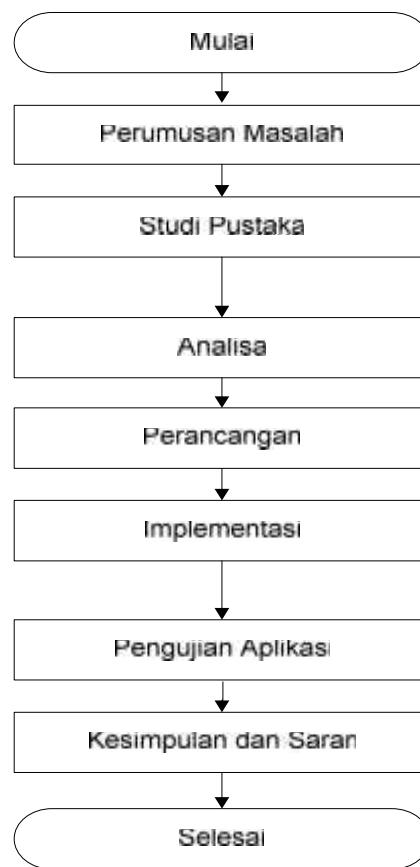 Mulai
Perumusan Masalah
Studi Pustaka
Analisa
Perancangan
Implementasi
Pengujian Aplikasi
Kesimpulan dan Saran
Selesai